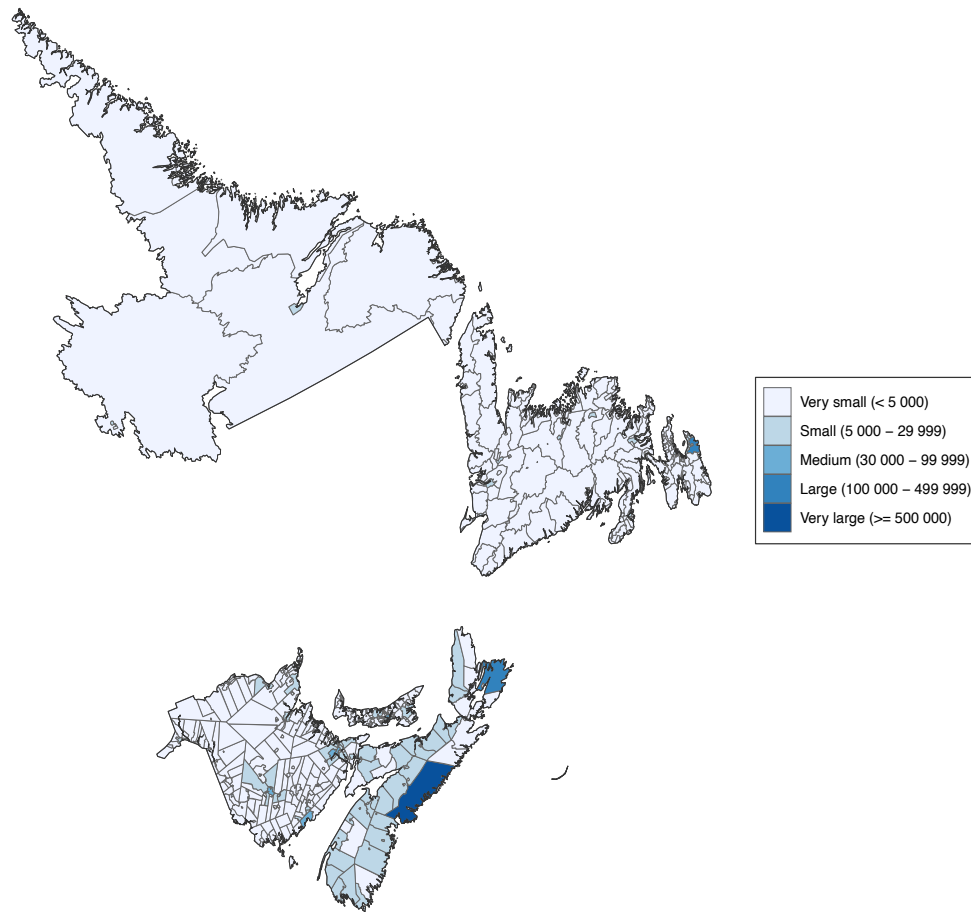 Very small (< 5 000)
Small (5 000 – 29 999)
Medium (30 000 – 99 999)
Large (100 000 – 499 999)
Very large (>= 500 000)